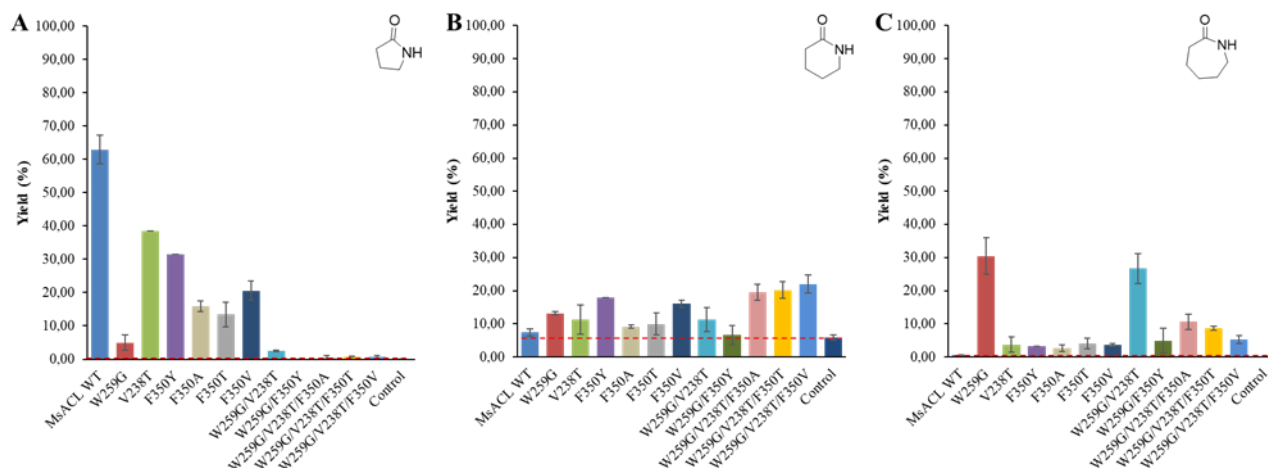 A
100,00
90,00
80,00
70,00
60,00
50,00
40,00
30,00
20,00
10,00
0,00
Yield (%)
O
NH
MsACL WT
W259G
V238T
F350Y
F350A
F350T
F350V
W259G/V238T
W259G/F350Y
W259G/V238T/F350A
W259G/V238T/F350T
W259G/V238T/F350V
Control
B
100,00
90,00
80,00
70,00
60,00
50,00
40,00
30,00
20,00
10,00
0,00
Yield (%)
O
NH
MsACL WT
W259G
V238T
F350Y
F350A
F350T
F350V
W259G/V238T
W259G/F350Y
W259G/V238T/F350A
W259G/V238T/F350T
W259G/V238T/F350V
Control
C
100,00
90,00
80,00
70,00
60,00
50,00
40,00
30,00
20,00
10,00
0,00
Yield (%)
O
NH
MsACL WT
W259G
V238T
F350Y
F350A
F350T
F350V
W259G/V238T
W259G/F350Y
W259G/V238T/F350A
W259G/V238T/F350T
W259G/V238T/F350V
Control